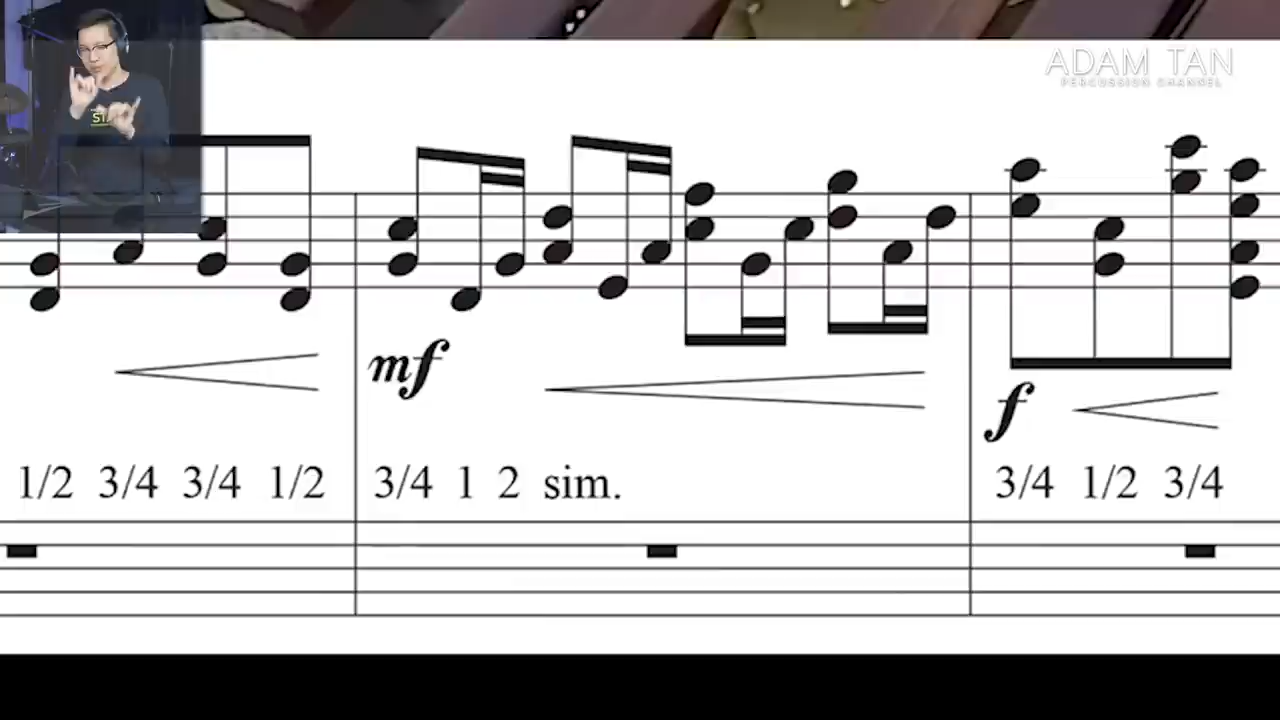 ADAM TAN
PERCUSSION CHANNEL
STA
mf
f
1/2 3/4 3/4 1/2 3/4 1 2 sim. 3/4 1/2 3/4